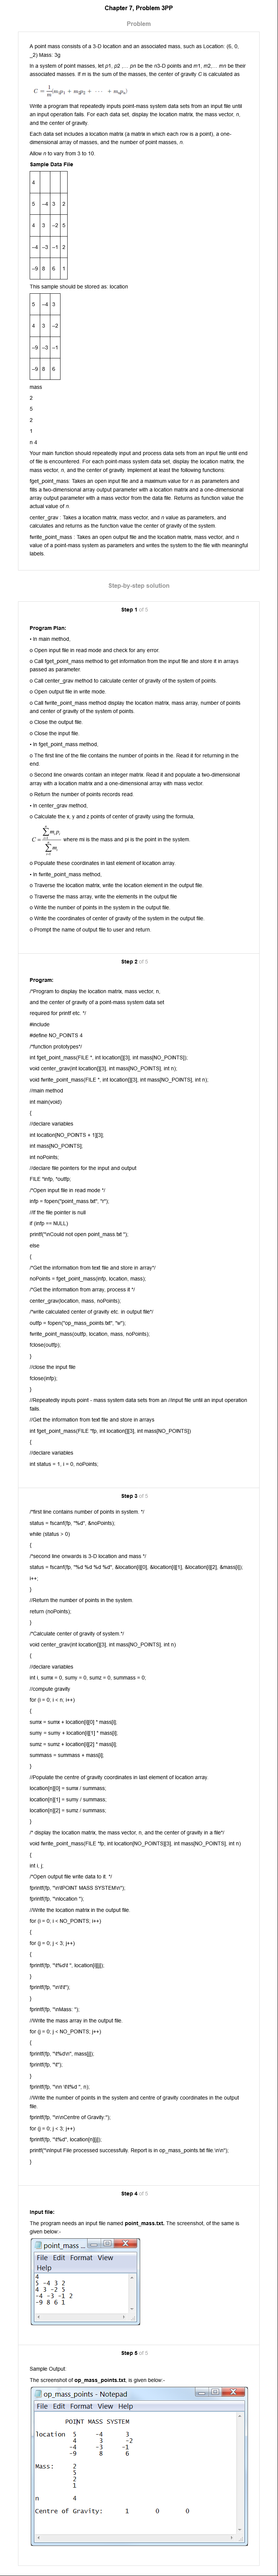 Chapter 7, Problem 3PP
Problem
A point mass consists of a 3-D location and an associated mass, such as Location: (6, 0,
_2) Mass: 3g
In a system of point masses, let p1, p2 ,… pn be the n3-D points and m1, m2,… mn be their
associated masses. If m is the sum of the masses, the center of gravity C is calculated as
C = 1/m (m₁p₁ + m₂p₂ + ··· + mₙpₙ)
Write a program that repeatedly inputs point-mass system data sets from an input file until
an input operation fails. For each data set, display the location matrix, the mass vector, n,
and the center of gravity.
Each data set includes a location matrix (a matrix in which each row is a point), a one-
dimensional array of masses, and the number of point masses, n.
Allow n to vary from 3 to 10.
Sample Data File
4
5 –4 3 2
4 3 –2 5
–4 –3 –1 2
–9 8 6 1
This sample should be stored as: location
5 –4 3
4 3 –2
–4 –3 –1
–9 8 6
mass
2
5
2
1
n 4
Your main function should repeatedly input and process data sets from an input file until end
of file is encountered. For each point-mass system data set, display the location matrix, the
mass vector, n, and the center of gravity. Implement at least the following functions:
fget_point_mass: Takes an open input file and a maximum value for n as parameters and
fills a two-dimensional array output parameter with a location matrix and a one-dimensional
array output parameter with a mass vector from the data file. Returns as function value the
actual value of n.
center_grav : Takes a location matrix, mass vector, and n value as parameters, and
calculates and returns as the function value the center of gravity of the system.
fwrite_point_mass : Takes an open output file and the location matrix, mass vector, and n
value of a point-mass system as parameters and writes the system to the file with meaningful
labels.
Step-by-step solution
Step 1 of 5
Program Plan:
• In main method,
o Open input file in read mode and check for any error.
o Call fget_point_mass method to get information from the input file and store it in arrays
passed as parameter.
o Call center_grav method to calculate center of gravity of the system of points.
o Open output file in write mode
o Call fwrite_point_mass method display the location matrix, mass array, number of points
and center of gravity of the system of points.
o Close the output file.
o Close the input file.
• In fget_point_mass method,
o The first line of the file contains the number of points in the. Read it for returning in the
end.
o Second line onwards contain an integer matrix. Read it and populate a two-dimensional
array with a location matrix and a one-dimensional array with mass vector.
o Return the number of points records read.
• In center_grav method,
o Calculate the x, y and z points of center of gravity using the formula,
C = ∑mᵢpᵢ / ∑mᵢ where mi is the mass and pi is the point in the system.
o Populate these coordinates in last element of location array.
• In fwrite_point_mass method,
o Traverse the location matrix, write the location element in the output file.
o Traverse the mass array, write the elements in the output file
o Write the number of points in the system in the output file.
o Write the coordinates of center of gravity of the system in the output file.
o Prompt the name of output file to user and return.
Step 2 of 5
Program:
/*Program to display the location matrix, mass vector, n,
and the center of gravity of a point-mass system data set
required for printf etc. */
#include
#define NO_POINTS 4
/*function prototypes*/
int fget_point_mass(FILE *, int location[][3], int mass[NO_POINTS]);
void center_grav(int location[][3], int mass[NO_POINTS], int n);
void fwrite_point_mass(FILE *, int location[][3], int mass[NO_POINTS], int n);
//main method
int main(void)
{
//declare variables
int location[NO_POINTS + 1][3];
int mass[NO_POINTS];
int noPoints;
//declare file pointers for the input and output
FILE *infp, *outfp;
/*Open input file in read mode */
infp = fopen("point_mass.txt", "r");
//If the file pointer is null
if (infp == NULL)
printf("\nCould not open point_mass.txt ");
else
{
/*Get the information from text file and store in array*/
noPoints = fget_point_mass(infp, location, mass);
/*Get the information from array, process it */
center_grav(location, mass, noPoints);
/*write calculated center of gravity etc. in output file*/
outfp = fopen("op_mass_points.txt", "w");
fwrite_point_mass(outfp, location, mass, noPoints);
fclose(outfp);
}
//close the input file
fclose(infp);
}
//Repeatedly inputs point - mass system data sets from an //input file until an input operation
fails.
//Get the information from text file and store in arrays
int fget_point_mass(FILE *fp, int location[][3], int mass[NO_POINTS])
{
//declare variables
int status = 1, i = 0, noPoints;
Step 3 of 5
/*first line contains number of points in system. */
status = fscanf(fp, "%d", &noPoints);
while (status > 0)
{
/*second line onwards is 3-D location and mass */
status = fscanf(fp, "%d %d %d %d", &location[i][0], &location[i][1], &location[i][2], &mass[i]);
i++;
}
//Return the number of points in the system
return (noPoints);
}
/*Calculate center of gravity of system.*/
void center_grav(int location[][3], int mass[NO_POINTS], int n)
{
//declare variables
int i, sumx = 0, sumy = 0, sumz = 0, summass = 0;
//compute gravity
for (i = 0; i < n; i++)
{
sumx = sumx + location[i][0] * mass[i];
sumy = sumy + location[i][1] * mass[i];
sumz = sumz + location[i][2] * mass[i];
summass = summass + mass[i];
}
//Populate the centre of gravity coordinates in last element of location array
location[n][0] = sumx / summass;
location[n][1] = sumy / summass;
location[n][2] = sumz / summass;
}
/* display the location matrix, the mass vector, n, and the center of gravity in a file*/
void fwrite_point_mass(FILE *fp, int location[NO_POINTS][3], int mass[NO_POINTS], int n)
{
int i, j;
/*Open output file write data to it. */
fprintf(fp, "\n\tPOINT MASS SYSTEM\n");
fprintf(fp, "\nlocation ");
//Write the location matrix in the output file.
for (i = 0; i < NO_POINTS; i++)
{
for (j = 0; j < 3; j++)
{
fprintf(fp, "\t%d\t ", location[i][j]);
}
fprintf(fp, "\n\t\t");
}
fprintf(fp, "\nMass: ");
//Write the mass array in the output file.
for (j = 0; j < NO_POINTS; j++)
{
fprintf(fp, "\t%d\n", mass[j]);
fprintf(fp, "\t");
}
fprintf(fp, "\nn \t\t%d ", n);
//Write the number of points in the system and centre of gravity coordinates in the output
file.
fprintf(fp, "\n\nCentre of Gravity:");
for (j = 0; j < 3; j++)
fprintf(fp, "\t%d", location[n][j]);
printf("\nInput File processed successfully. Report is in op_mass_points.txt file.\n\n");
}
Step 4 of 5
Input file:
The program needs an input file named point_mass.txt. The screenshot, of the same is
given below:-
point_mass ...
File Edit Format View
Help
4
5 -4 3 2
4 3 -2 5
-4 -3 -1 2
-9 8 6 1
Step 5 of 5
Sample Output:
The screenshot of op_mass_points.txt, is given below:-
op_mass_points - Notepad
File Edit Format View Help
POINT MASS SYSTEM
location 5 -4 3
4 3 -2
-4 -3 -1
-9 8 6
Mass: 2
5
2
1
n 4
Centre of Gravity: 1 0 0